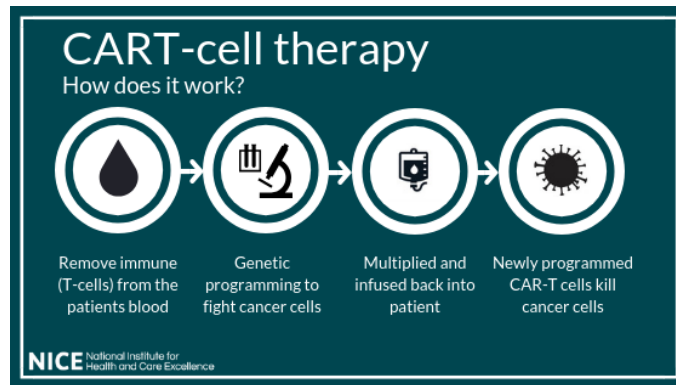 CART-cell therapy
How does it work?
Remove immune
(T-cells) from the
patients blood
Genetic
programming to
fight cancer cells
Multiplied and
infused back into
patient
Newly programmed
CAR-T cells kill
cancer cells
NICE National Institute for
Health and Care Excellence